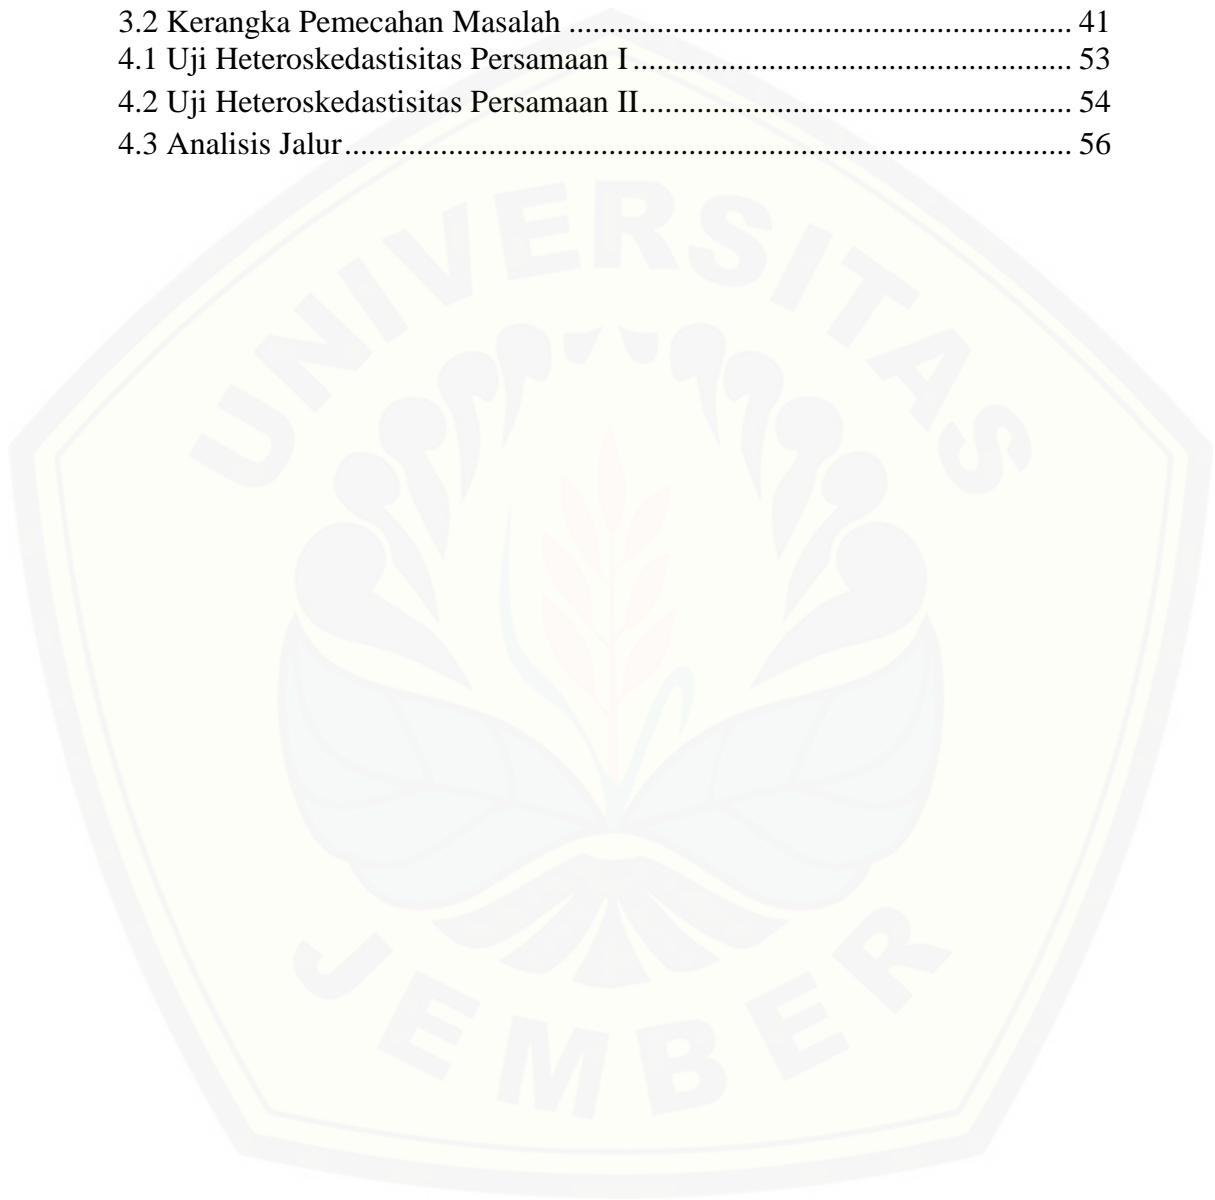 3.2 Kerangka Pemecahan Masalah ................................................................ 41
4.1 Uji Heteroskedastisitas Persamaan I ........................................................ 53
4.2 Uji Heteroskedastisitas Persamaan II ....................................................... 54
4.3 Analisis Jalur ............................................................................................ 56
UNIVERSITAS
JEMBER